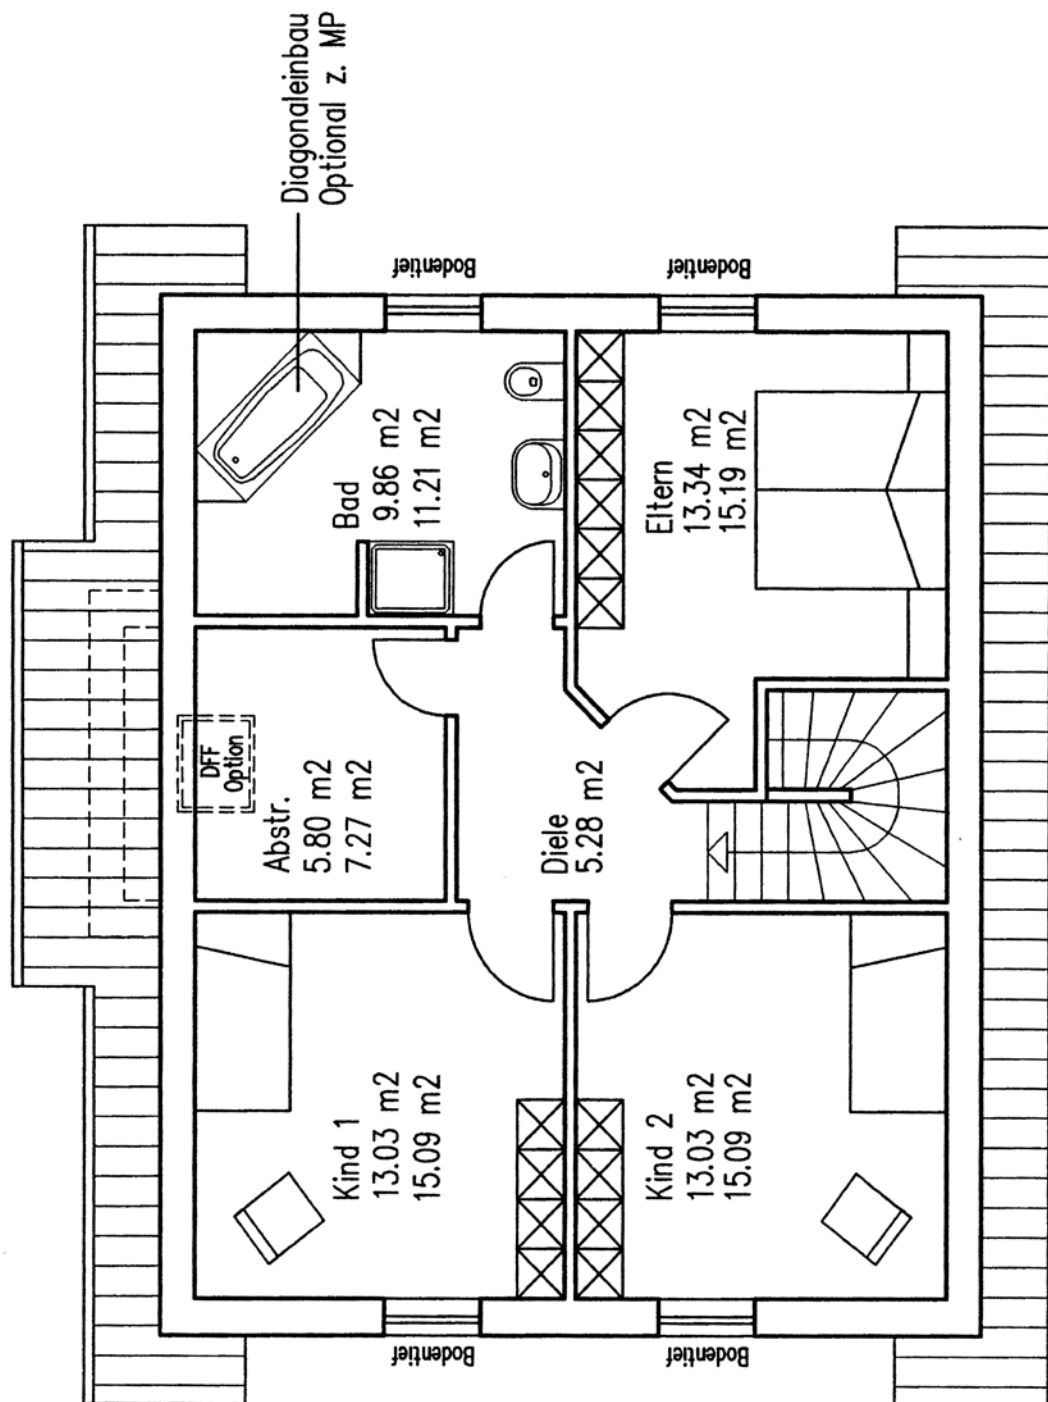 Diagonaleinbau
Optional z. MP
Bodentief
Bodentief
Bad
9.86 m2
11.21 m2
Eltern
13.34 m2
15.19 m2
DFF
Option
Abstr.
5.80 m2
7.27 m2
Diele
5.28 m2
Kind 1
13.03 m2
15.09 m2
Kind 2
13.03 m2
15.09 m2
Bodentief
Bodentief